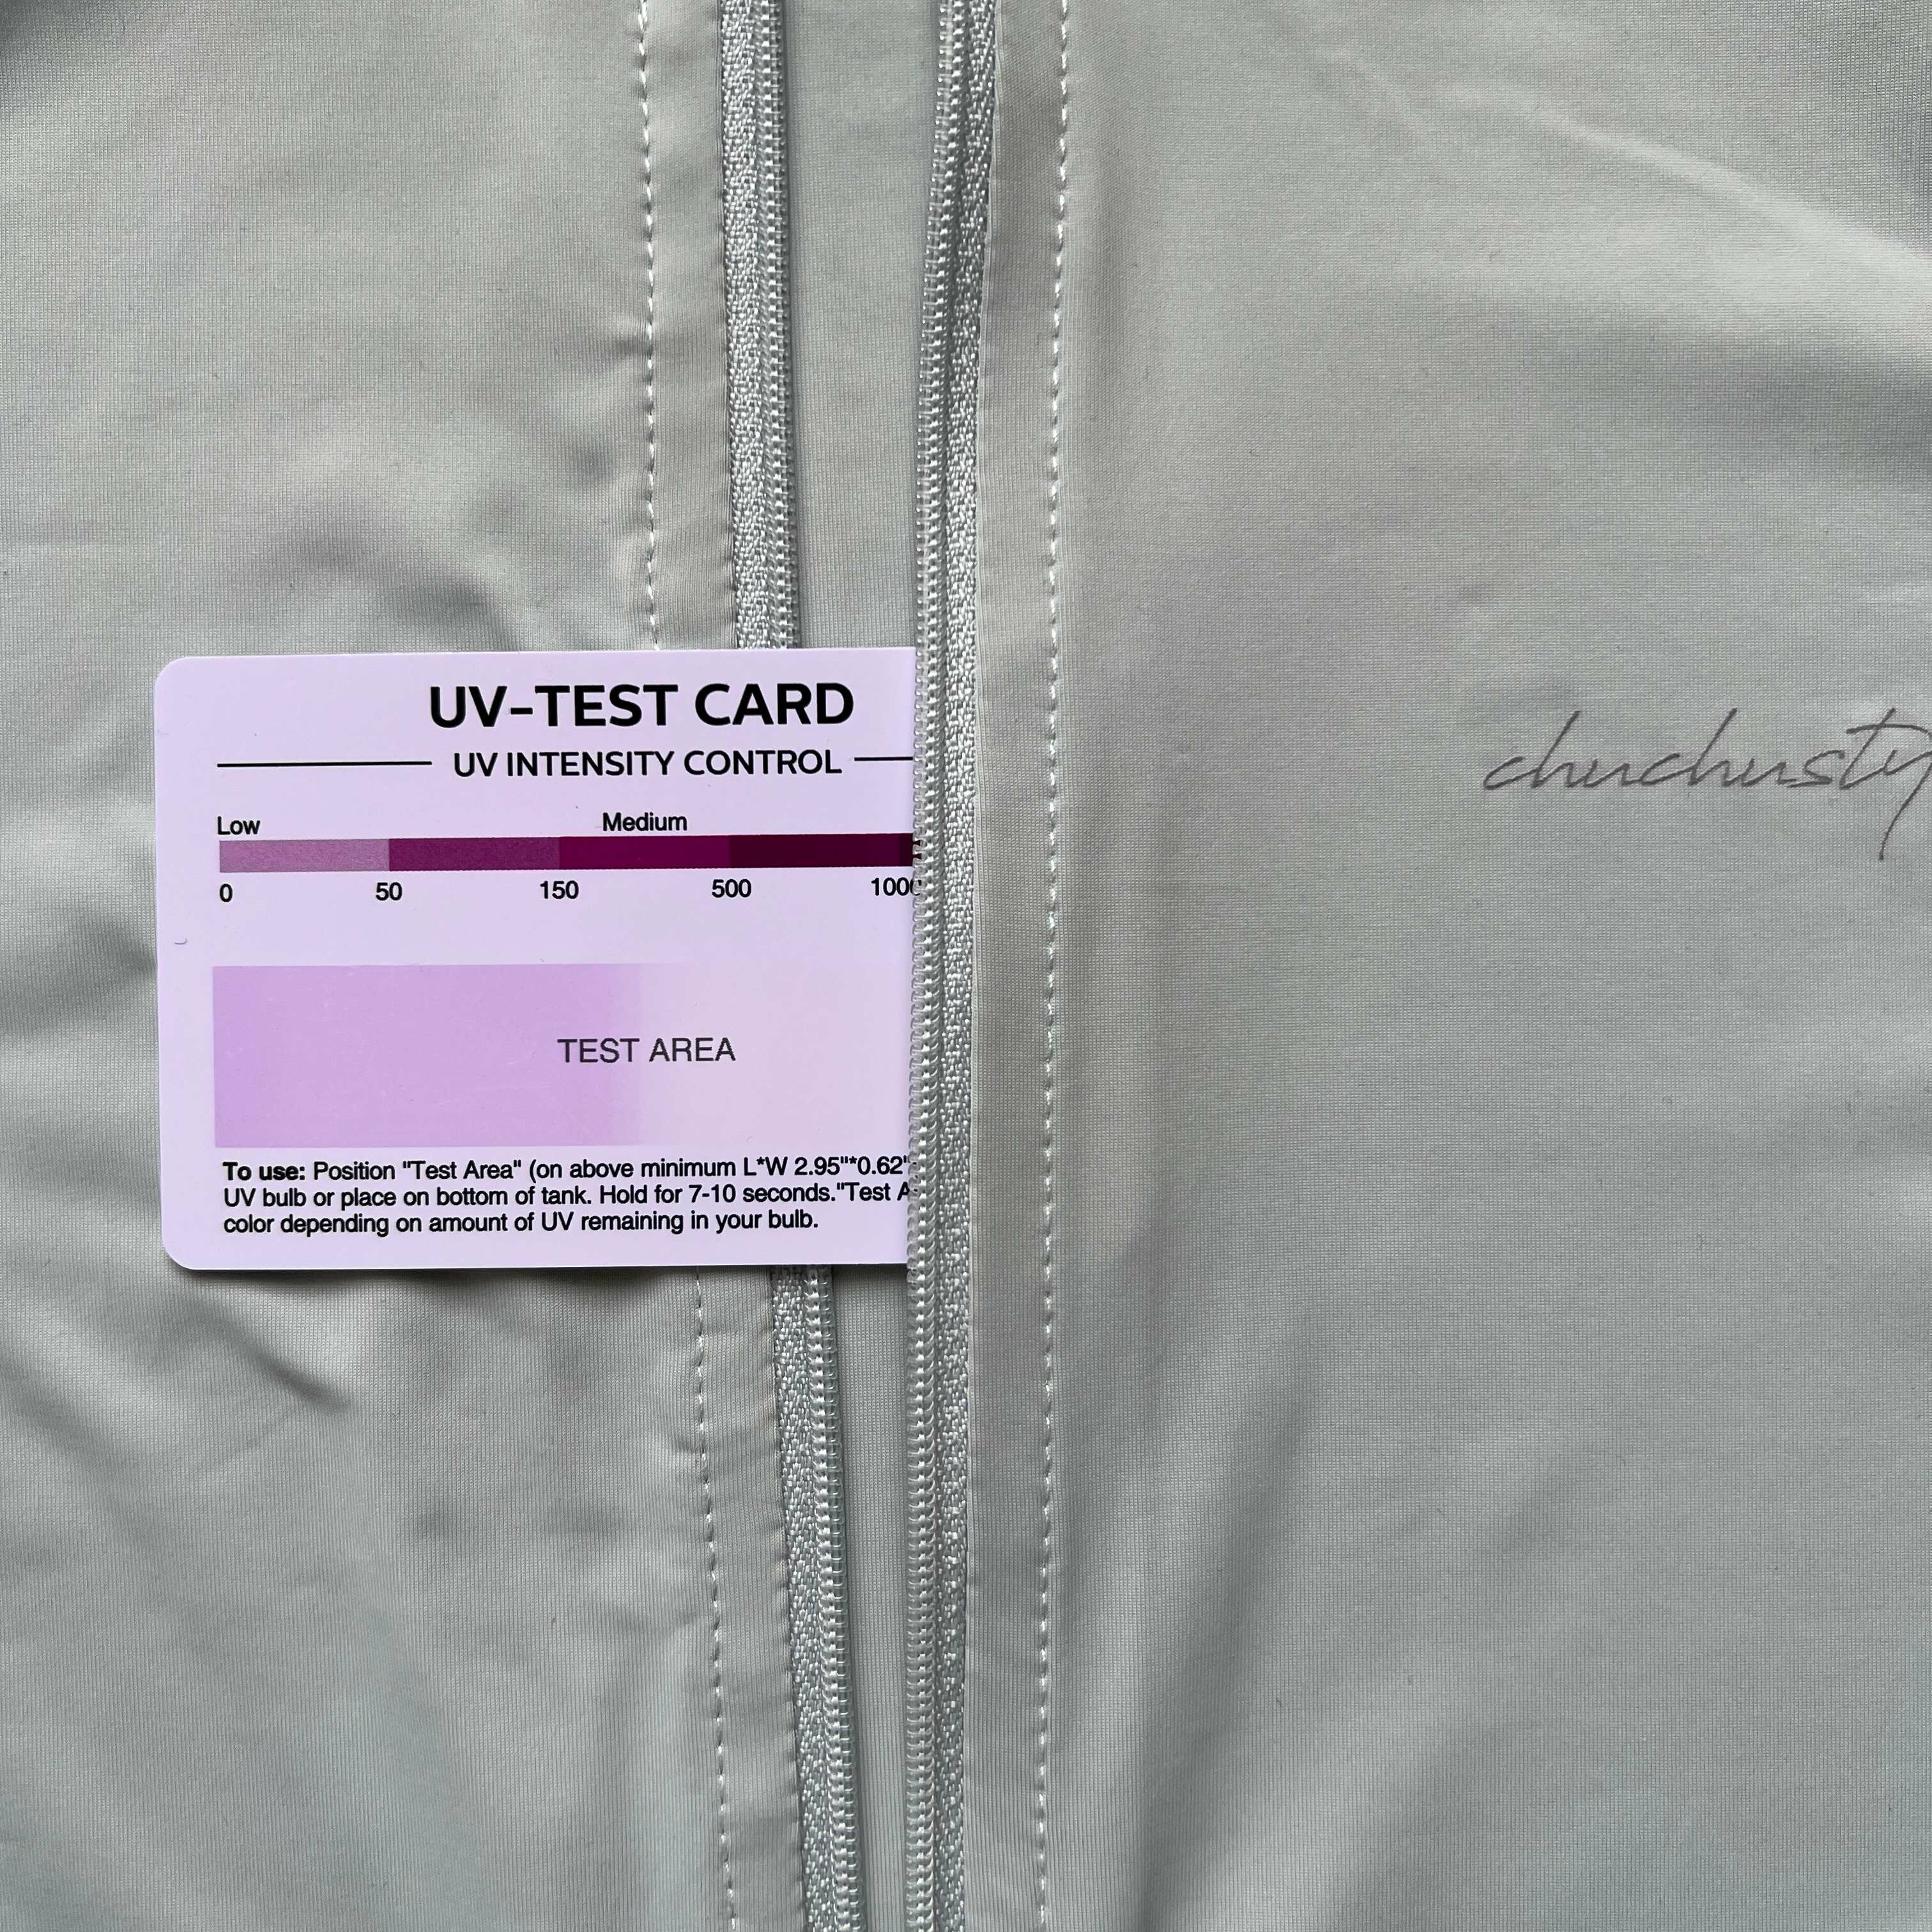 UV-TEST CARD
UV INTENSITY CONTROL
Low Medium
0 50 150 500 1000
TEST AREA
To use: Position "Test Area" (on above minimum L*W 2.95"*0.62"
UV bulb or place on bottom of tank. Hold for 7-10 seconds."Test A
color depending on amount of UV remaining in your bulb.
chuchusty